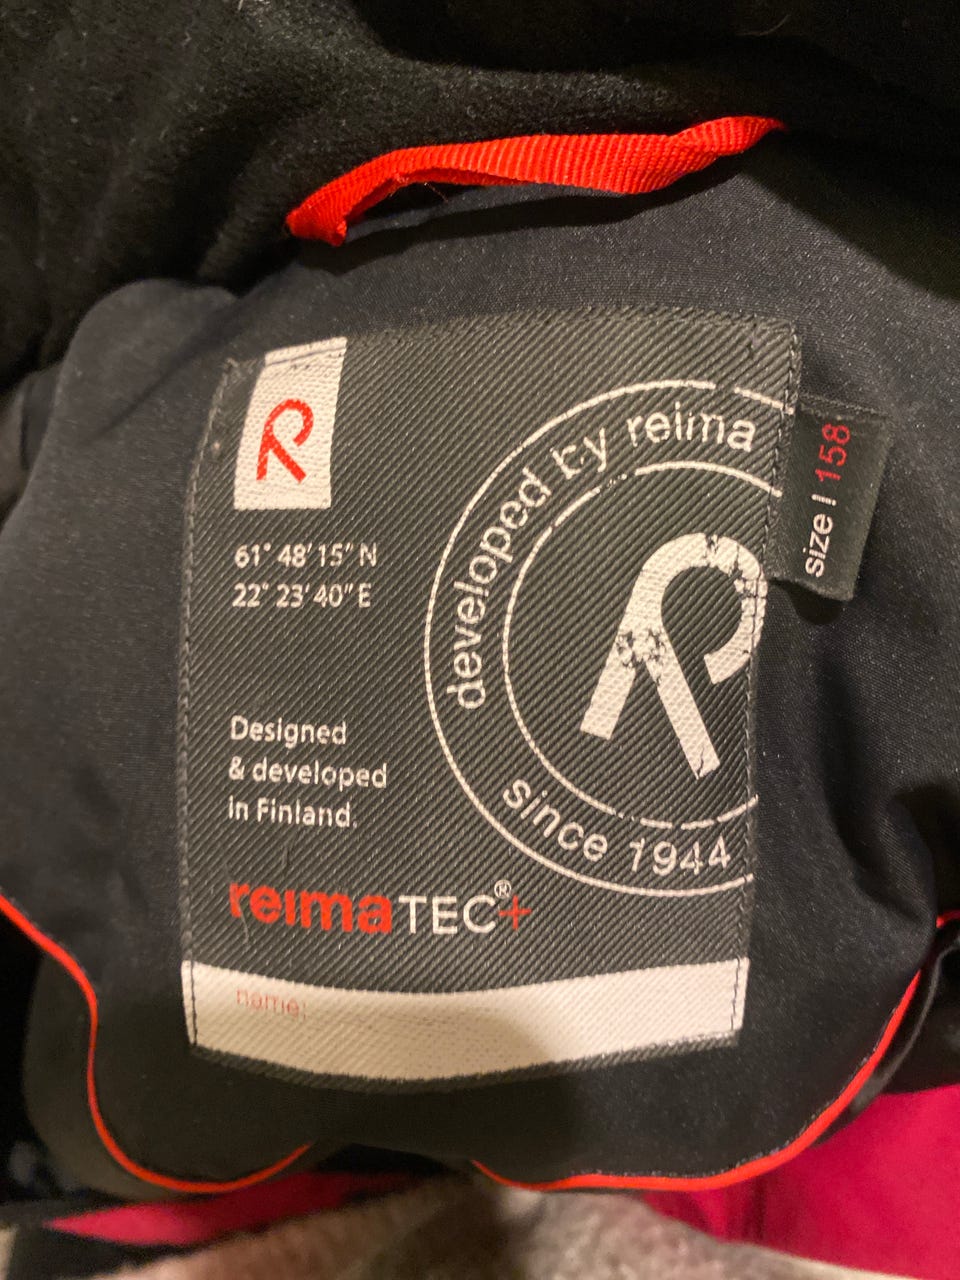 R
61° 48' 15" N
22° 23' 40" E
Designed
& developed
in Finland.
reimaTEC®+
name:
developed by reima
R
since 1944
size | 158